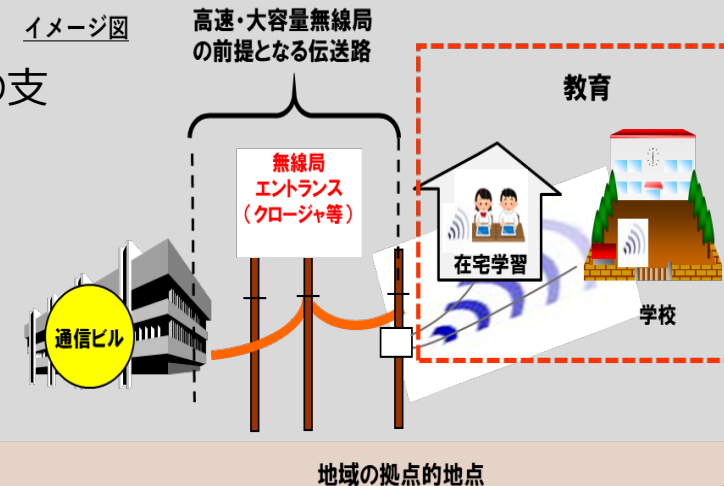 イメージ図
の支
高速・大容量無線局
の前提となる伝送路
教育
無線局
エントランス
（クロージャ等）
在宅学習
学校
通信ビル
地域の拠点的地点